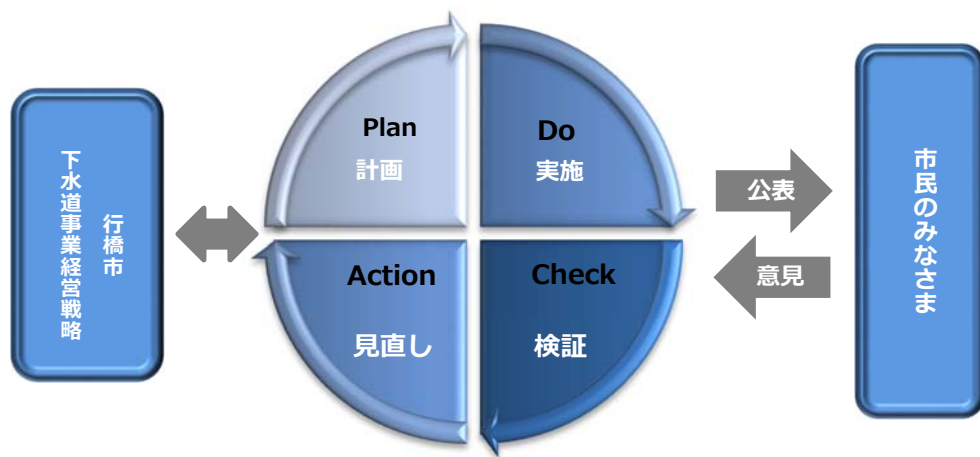 行橋市
下水道事業経営戦略
Plan
計画
Do
実施
Action
見直し
Check
検証
公表
意見
市民のみなさま